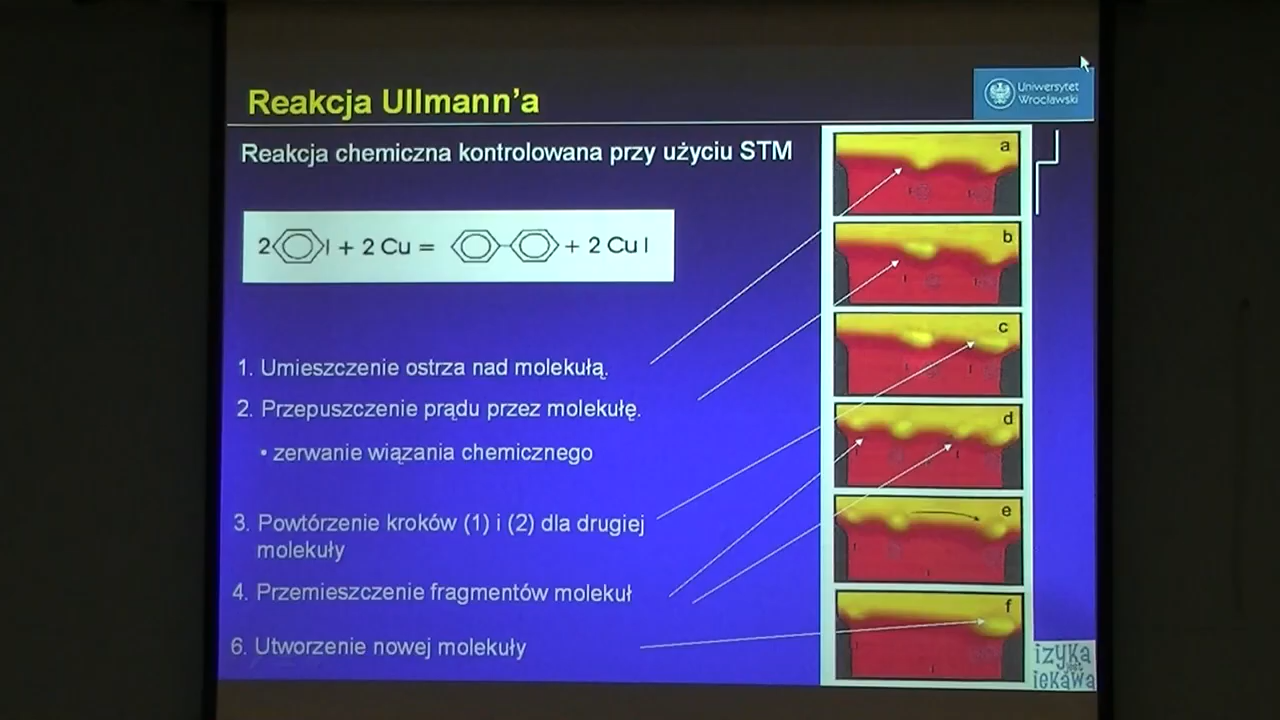 Reakcja Ullmann'a
Uniwersytet
Wrocławski
Reakcja chemiczna kontrolowana przy użyciu STM
2 I + 2 Cu = + 2 Cu I
1. Umieszczenie ostrza nad molekułą.
2. Przepuszczenie prądu przez molekułę.
• zerwanie wiązania chemicznego
3. Powtórzenie kroków (1) i (2) dla drugiej
molekuły
4. Przemieszczenie fragmentów molekuł
6. Utworzenie nowej molekuły
a
b
c
d
e
f
izyka
jest
iekawa